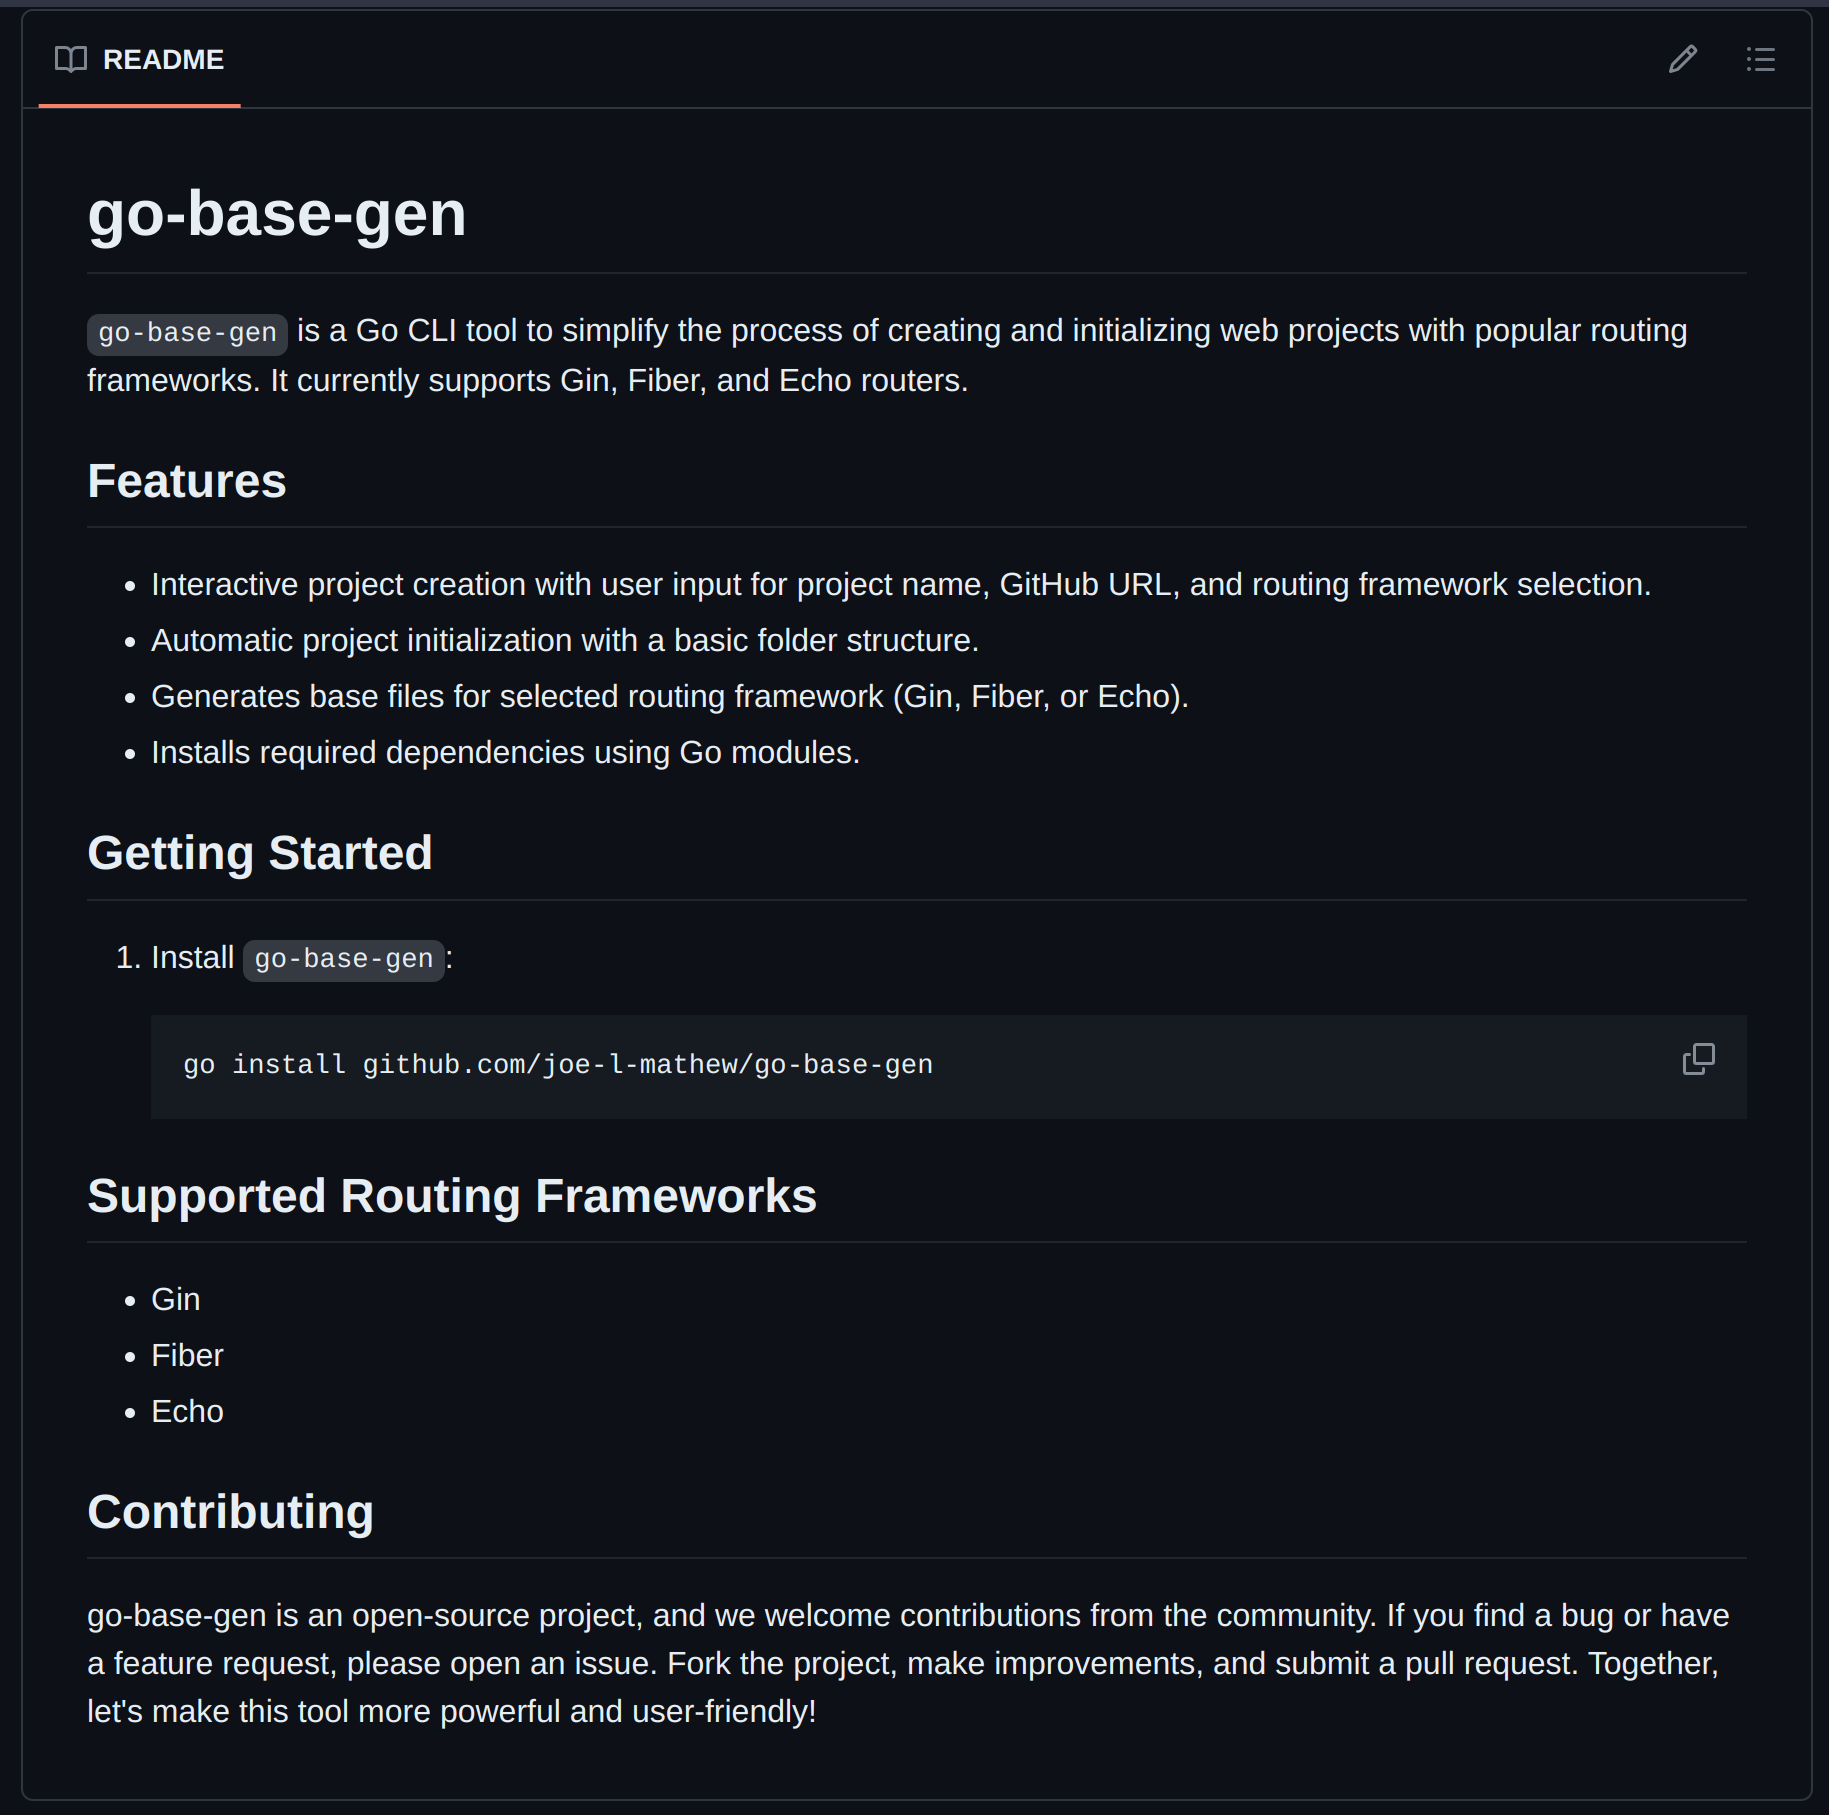 README
go-base-gen
go-base-gen is a Go CLI tool to simplify the process of creating and initializing web projects with popular routing
frameworks. It currently supports Gin, Fiber, and Echo routers.
Features
• Interactive project creation with user input for project name, GitHub URL, and routing framework selection.
• Automatic project initialization with a basic folder structure.
• Generates base files for selected routing framework (Gin, Fiber, or Echo).
• Installs required dependencies using Go modules.
Getting Started
1. Install go-base-gen:
go install github.com/joe-l-mathew/go-base-gen
Supported Routing Frameworks
• Gin
• Fiber
• Echo
Contributing
go-base-gen is an open-source project, and we welcome contributions from the community. If you find a bug or have
a feature request, please open an issue. Fork the project, make improvements, and submit a pull request. Together,
let's make this tool more powerful and user-friendly!